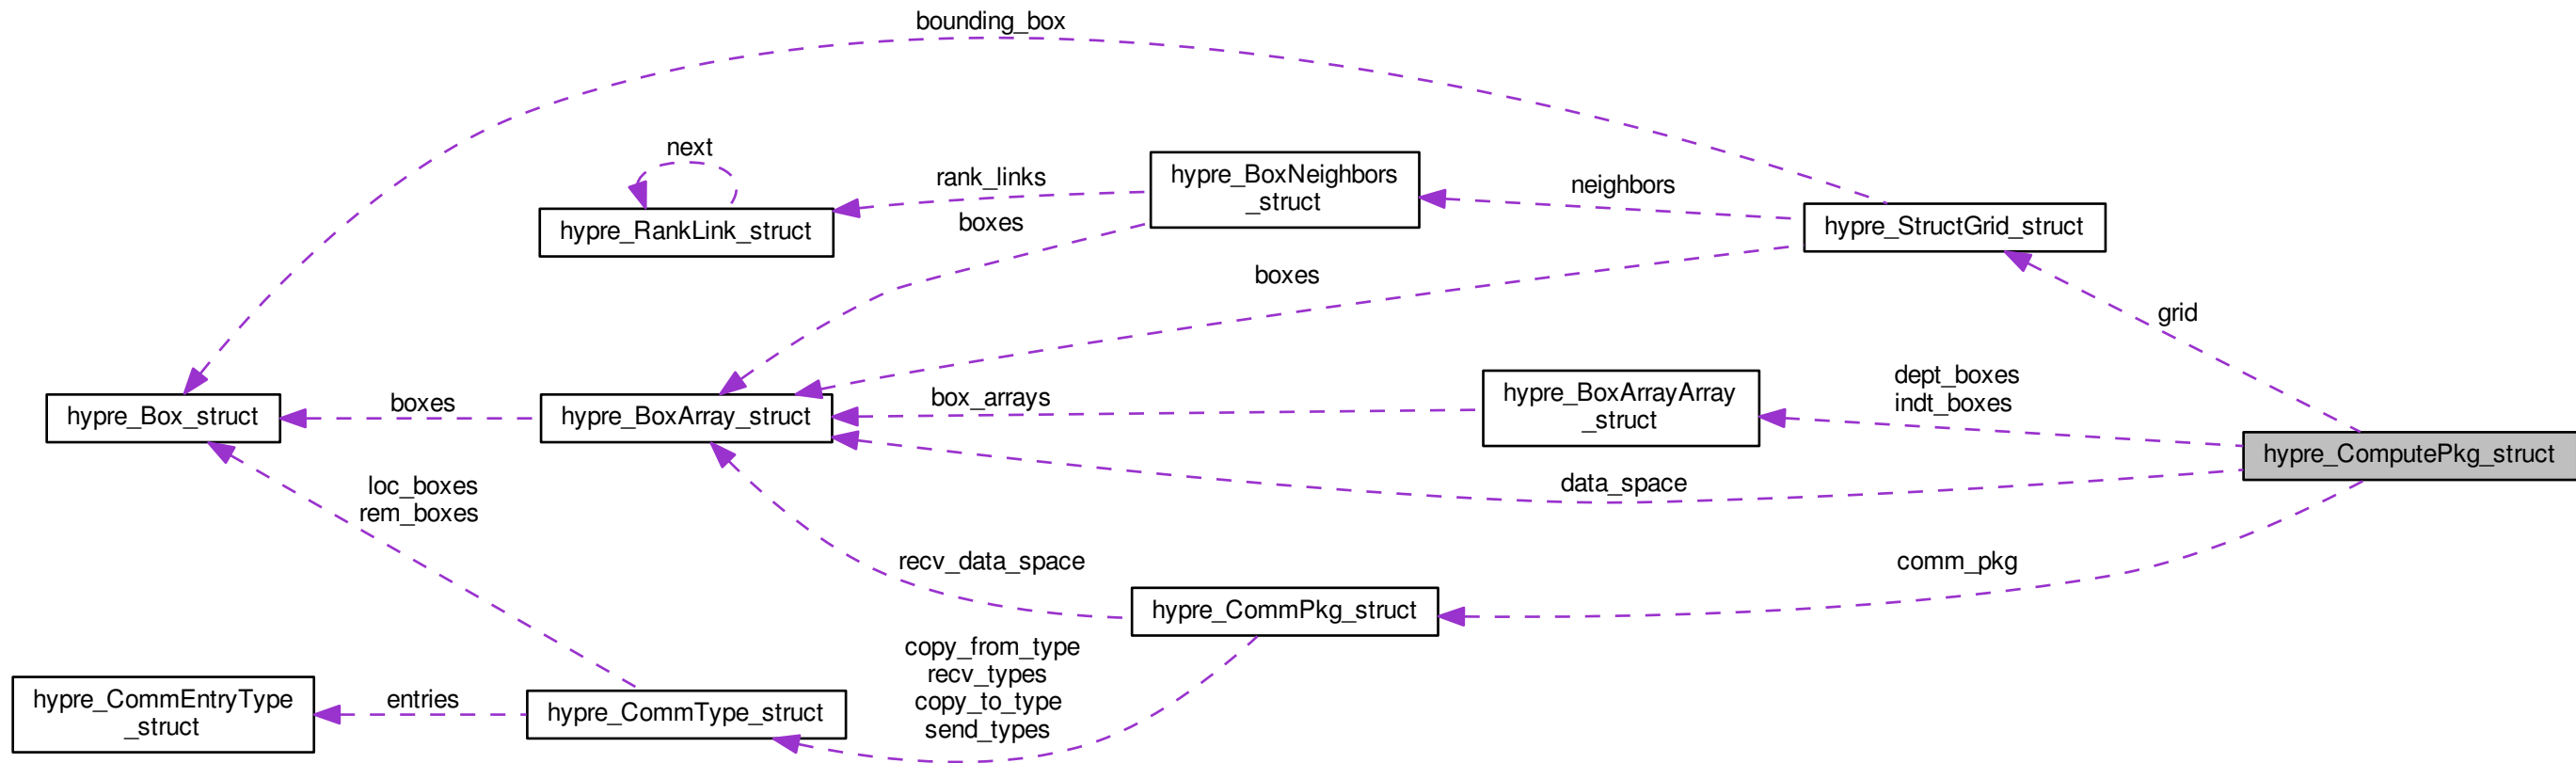 bounding_box
next
rank_links
hypre_BoxNeighbors
_struct
neighbors
hypre_RankLink_struct
boxes
hypre_StructGrid_struct
boxes
grid
hypre_Box_struct
boxes
hypre_BoxArray_struct
box_arrays
hypre_BoxArrayArray
_struct
dept_boxes
indt_boxes
hypre_ComputePkg_struct
data_space
loc_boxes
rem_boxes
recv_data_space
comm_pkg
hypre_CommPkg_struct
copy_from_type
recv_types
copy_to_type
send_types
hypre_CommEntryType
_struct
entries
hypre_CommType_struct